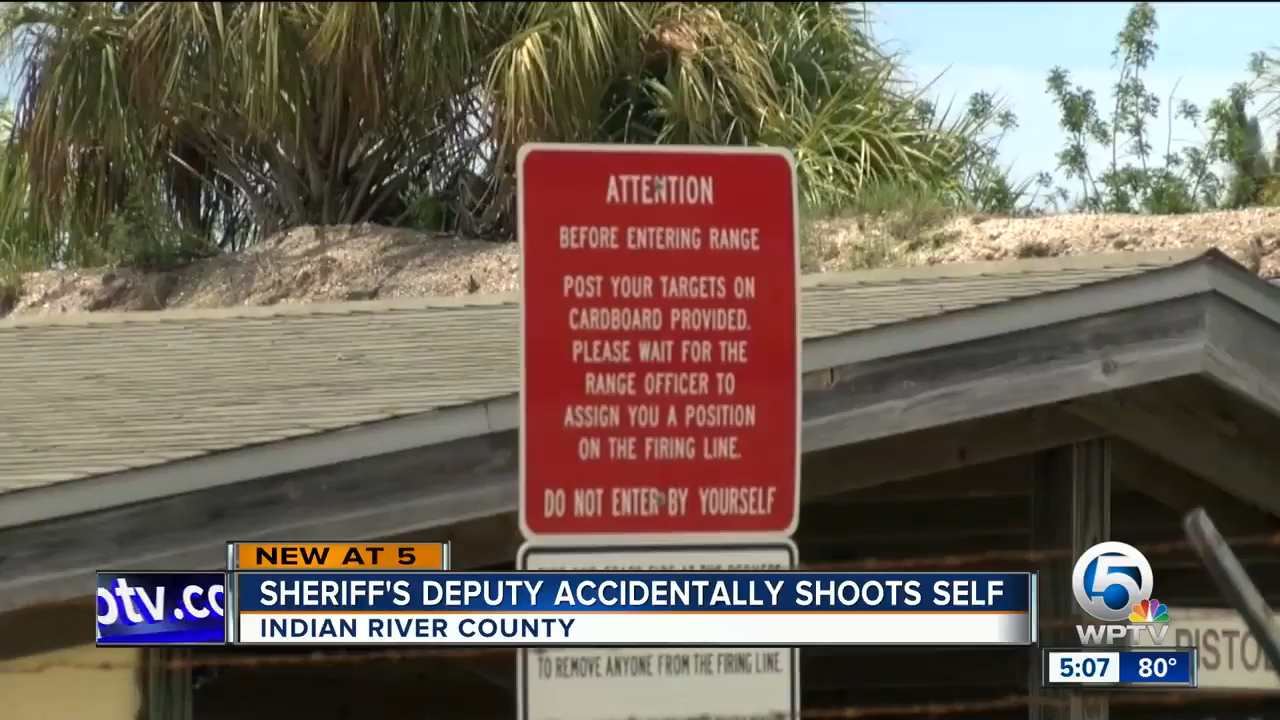 ATTENTION
BEFORE ENTERING RANGE
POST YOUR TARGETS ON
CARDBOARD PROVIDED.
PLEASE WAIT FOR THE
RANGE OFFICER TO
ASSIGN YOU A POSITION
ON THE FIRING LINE.
DO NOT ENTER BY YOURSELF
NEW AT 5
ptv.co
SHERIFF'S DEPUTY ACCIDENTALLY SHOOTS SELF
INDIAN RIVER COUNTY
TO REMOVE ANYONE FROM THE FIRING LINE.
5
WPTV
PISTO
5:07 80°